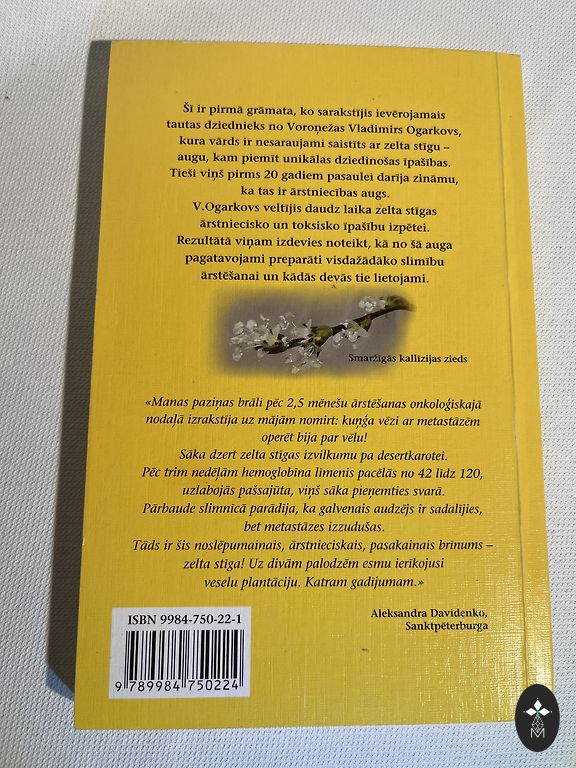 Šī ir pirmā grāmata, ko sarakstījis ievērojamais
tautas dziednieks no Voroņežas Vladimirs Ogarkovs,
kura vārds ir nesaraujami saistīts ar zelta stīgu –
augu, kam piemīt unikālas dziedinošas īpašības.
Tieši viņš pirms 20 gadiem pasaulei darīja zināmu,
ka tas ir ārstniecības augs.
V.Ogarkovs veltījis daudz laika zelta stīgas
ārstniecisko un toksisko īpašību izpētei.
Rezultātā viņam izdevies noteikt, kā no šā auga
pagatavojami preparāti visdažādāko slimību
ārstēšanai un kādās devās tie lietojami.
Smaržīgās kallīzijas zieds
«Manas paziņas brāli pēc 2,5 mēnešu ārstēšanas onkoloģiskajā
nodaļā izrakstīja uz mājām nomirt: kuņģa vēzi ar metastāzēm
operēt bija par vēlu!
Sāka dzert zelta stīgas izvilkumu pa desertkarotei.
Pēc trim nedēļām hemoglobīna līmenis pacēlās no 42 līdz 120,
uzlabojās pašsajūta, viņš sāka pieņemties svarā.
Pārbaude slimnīcā parādīja, ka galvenais audzējs ir sadalījies,
bet metastāzes izzudušas.
Tāds ir šis noslēpumainais, ārstnieciskais, pasakainais brīnums –
zelta stīga! Uz divām palodzēm esmu ierīkojusi
veselu plantāciju. Katram gadījumam.»
Aleksandra Davidenko,
Sanktpēterburga
ISBN 9984-750-22-1
9 789984 750224
M